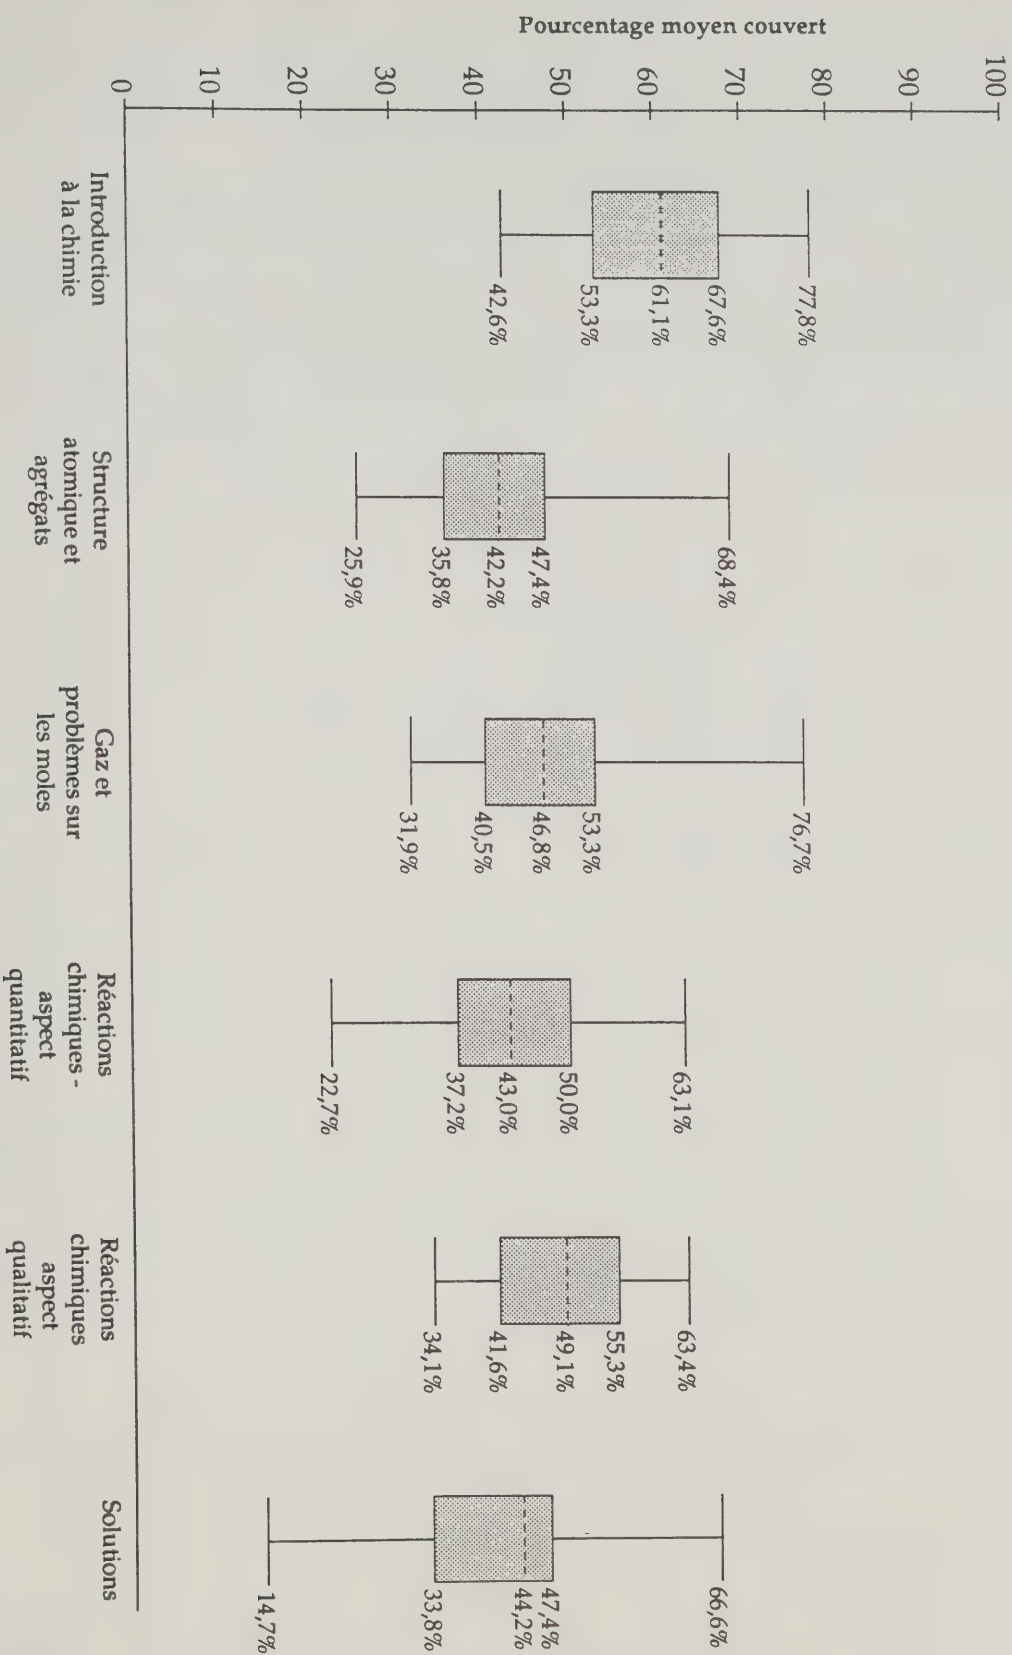 Pourcentage moyen couvert
100
90
80
70
60
50
40
30
20
10
0
77,8%
67,6%
61,1%
53,3%
42,6%
Introduction
à la chimie
68,4%
47,4%
42,2%
35,8%
25,9%
Structure
atomique et
agrégats
76,7%
53,3%
46,8%
40,5%
31,9%
Gaz et
problèmes sur
les moles
63,1%
50,0%
43,0%
37,2%
22,7%
Réactions
chimiques -
aspect
quantitatif
63,4%
55,3%
49,1%
41,6%
34,1%
Réactions
chimiques
aspect
qualitatif
66,6%
47,4%
44,2%
33,8%
14,7%
Solutions